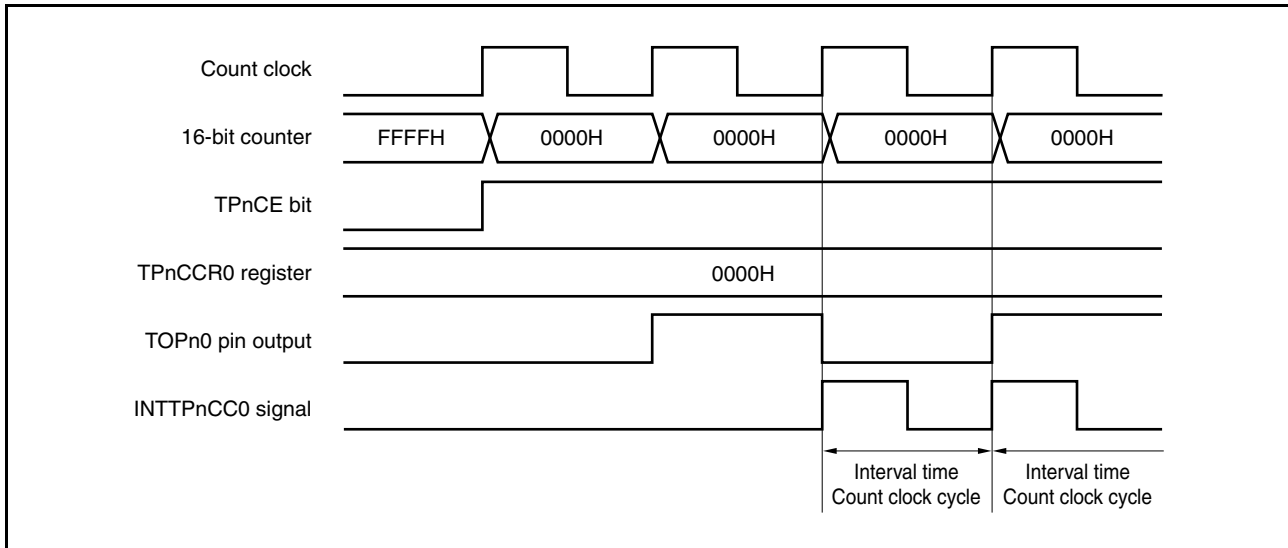 Count clock
16-bit counter
FFFFH
0000H
0000H
0000H
0000H
TPnCE bit
TPnCCR0 register
0000H
TOPn0 pin output
INTTPnCC0 signal
Interval time
Count clock cycle
Interval time
Count clock cycle